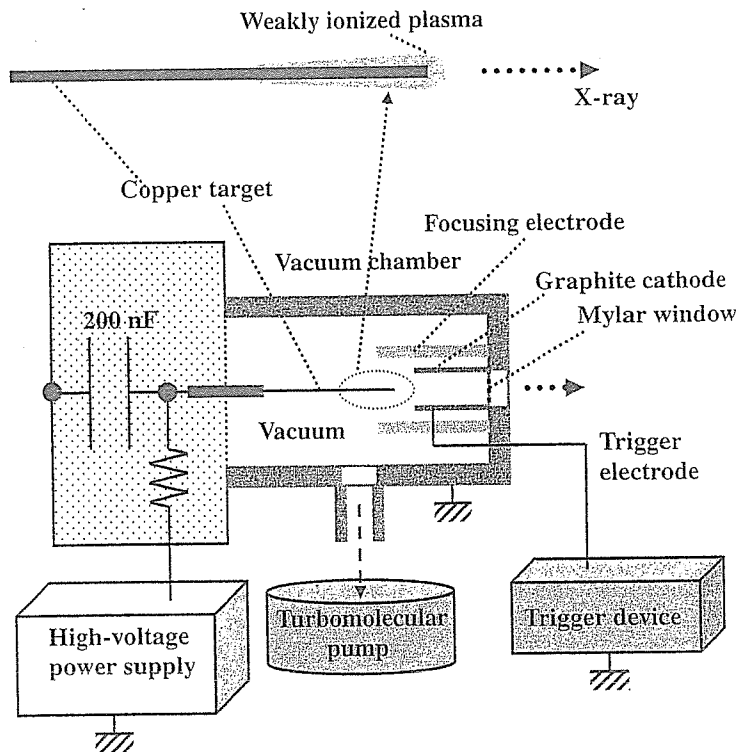 Weakly ionized plasma
X-ray
Copper target
Focusing electrode
Vacuum chamber
Graphite cathode
200 nF
Mylar window
Vacuum
Trigger
electrode
High-voltage
power supply
Turbomolecular
pump
Trigger device